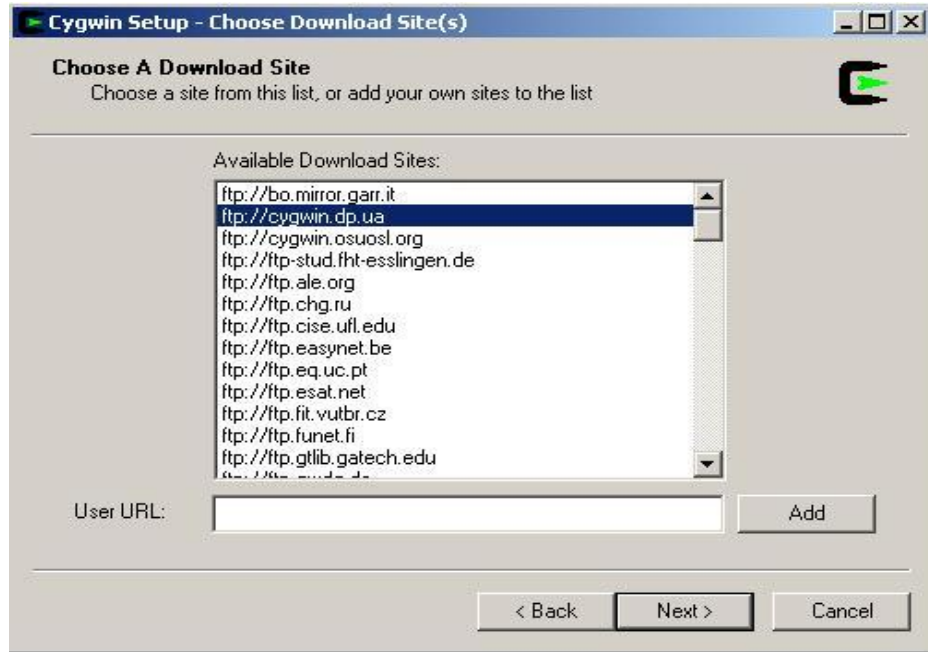 Cygwin Setup - Choose Download Site(s)
Choose A Download Site
Choose a site from this list, or add your own sites to the list
Available Download Sites:
ftp://bo.mirror.garr.it
ftp://cygwin.dp.ua
ftp://cygwin.osuosl.org
ftp://ftp-stud.fht-esslingen.de
ftp://ftp.ale.org
ftp://ftp.chg.ru
ftp://ftp.cise.ufl.edu
ftp://ftp.easynet.be
ftp://ftp.eq.uc.pt
ftp://ftp.esat.net
ftp://ftp.fit.vutbr.cz
ftp://ftp.funet.fi
ftp://ftp.gtlib.gatech.edu
User URL:
Add
< Back
Next >
Cancel